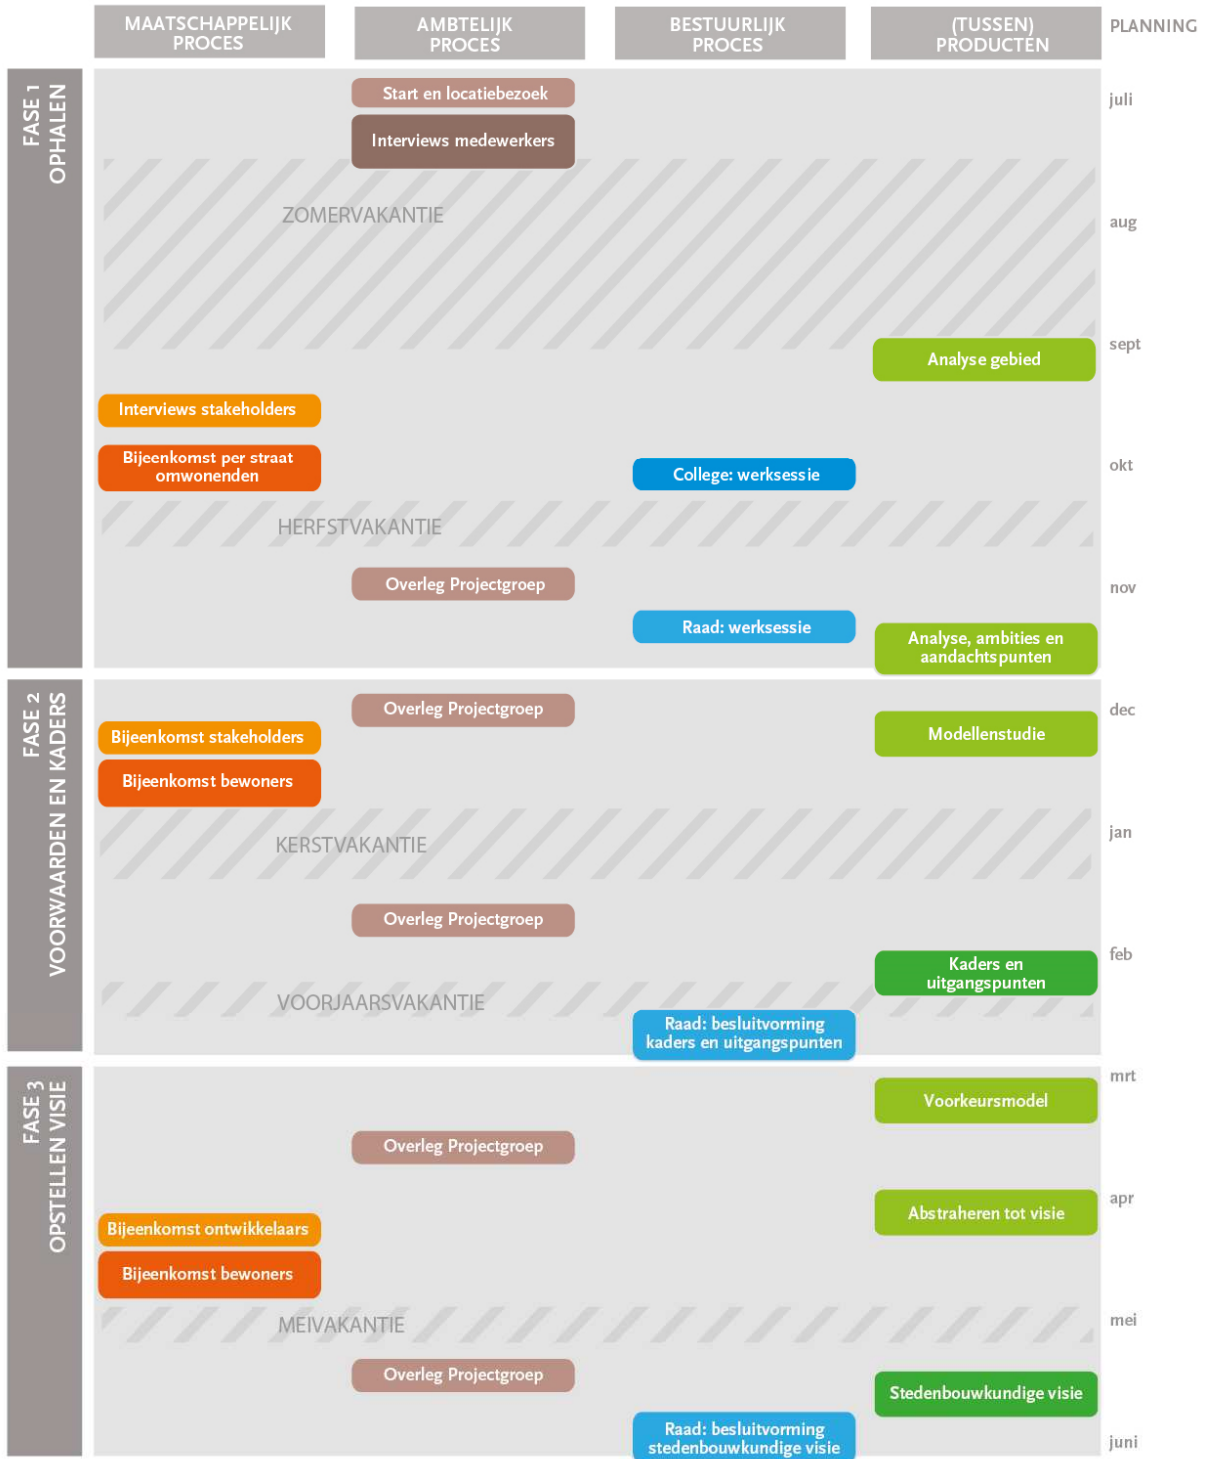 MAATSCHAPPELIJK
PROCES
AMBTELIJK
PROCES
BESTUURLIJK
PROCES
(TUSSEN)
PRODUCTEN
PLANNING
FASE 1
OPHALEN
Start en locatiebezoek
juli
Interviews medewerkers
ZOMERVAKANTIE
aug
sept
Analyse gebied
Interviews stakeholders
Bijeenkomst per straat
omwonenden
College: werksessie
okt
HERFSTVAKANTIE
Overleg Projectgroep
nov
Raad: werksessie
Analyse, ambities en
aandachtspunten
FASE 2
VOORWAARDEN EN KADERS
Overleg Projectgroep
dec
Bijeenkomst stakeholders
Modellenstudie
Bijeenkomst bewoners
jan
KERSTVAKANTIE
Overleg Projectgroep
feb
Kaders en
uitgangspunten
VOORJAARSVAKANTIE
Raad: besluitvorming
kaders en uitgangspunten
FASE 3
OPSTELLEN VISIE
mrt
Voorkeursmodel
Overleg Projectgroep
apr
Abstraheren tot visie
Bijeenkomst ontwikkelaars
Bijeenkomst bewoners
MEIVAKANTIE
mei
Overleg Projectgroep
Stedenbouwkundige visie
Raad: besluitvorming
stedenbouwkundige visie
juni